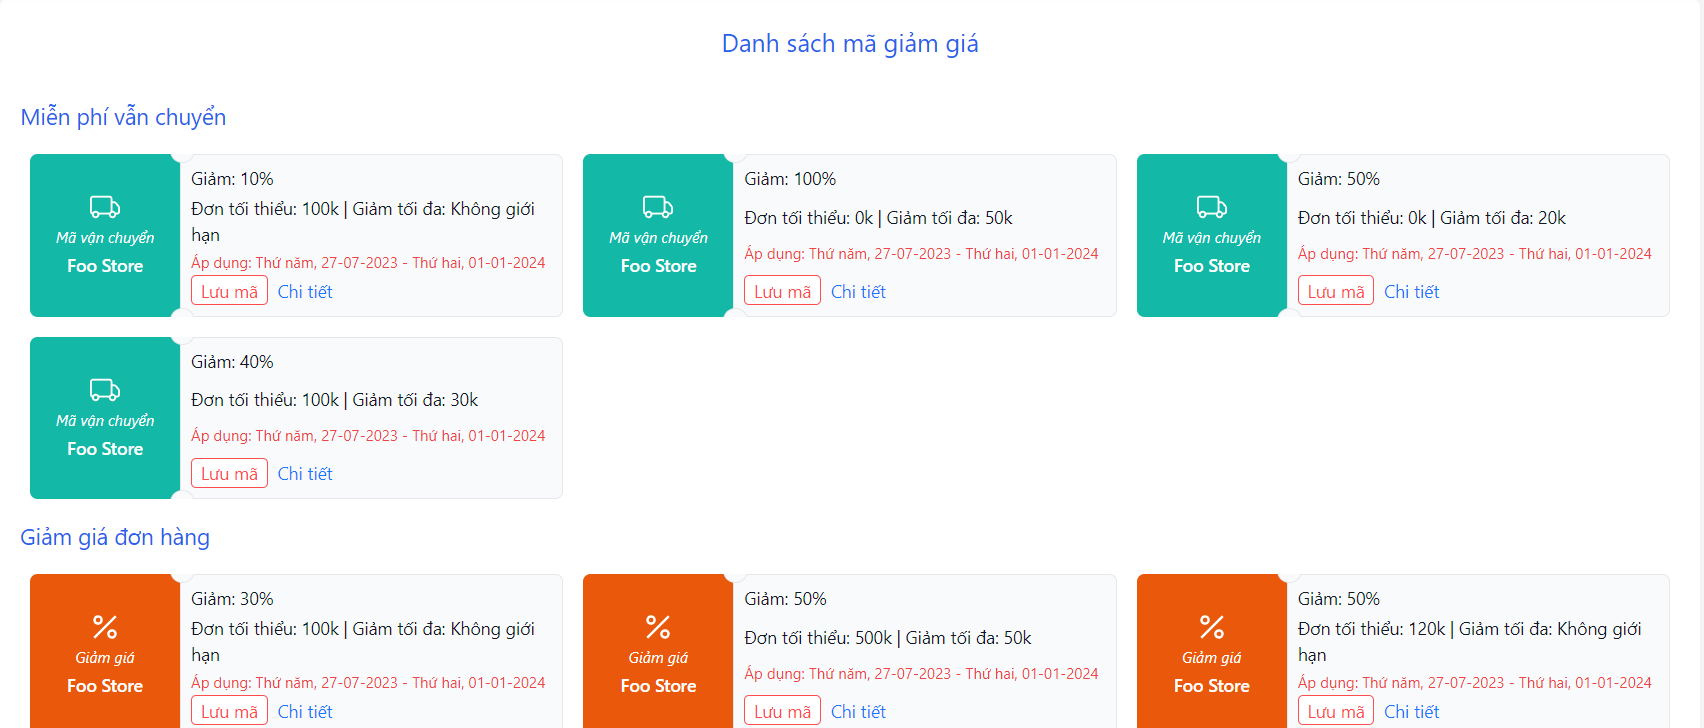 Danh sách mã giảm giá
Miễn phí vẫn chuyển
Mã vận chuyển
Foo Store
Giảm: 10%
Đơn tối thiểu: 100k | Giảm tối đa: Không giới
hạn
Áp dụng: Thứ năm, 27-07-2023 - Thứ hai, 01-01-2024
Lưu mã Chi tiết
Mã vận chuyển
Foo Store
Giảm: 100%
Đơn tối thiểu: 0k | Giảm tối đa: 50k
Áp dụng: Thứ năm, 27-07-2023 - Thứ hai, 01-01-2024
Lưu mã Chi tiết
Mã vận chuyển
Foo Store
Giảm: 50%
Đơn tối thiểu: 0k | Giảm tối đa: 20k
Áp dụng: Thứ năm, 27-07-2023 - Thứ hai, 01-01-2024
Lưu mã Chi tiết
Mã vận chuyển
Foo Store
Giảm: 40%
Đơn tối thiểu: 100k | Giảm tối đa: 30k
Áp dụng: Thứ năm, 27-07-2023 - Thứ hai, 01-01-2024
Lưu mã Chi tiết
Giảm giá đơn hàng
Giảm giá
Foo Store
Giảm: 30%
Đơn tối thiểu: 100k | Giảm tối đa: Không giới
hạn
Áp dụng: Thứ năm, 27-07-2023 - Thứ hai, 01-01-2024
Lưu mã Chi tiết
Giảm giá
Foo Store
Giảm: 50%
Đơn tối thiểu: 500k | Giảm tối đa: 50k
Áp dụng: Thứ năm, 27-07-2023 - Thứ hai, 01-01-2024
Lưu mã Chi tiết
Giảm giá
Foo Store
Giảm: 50%
Đơn tối thiểu: 120k | Giảm tối đa: Không giới
hạn
Áp dụng: Thứ năm, 27-07-2023 - Thứ hai, 01-01-2024
Lưu mã Chi tiết